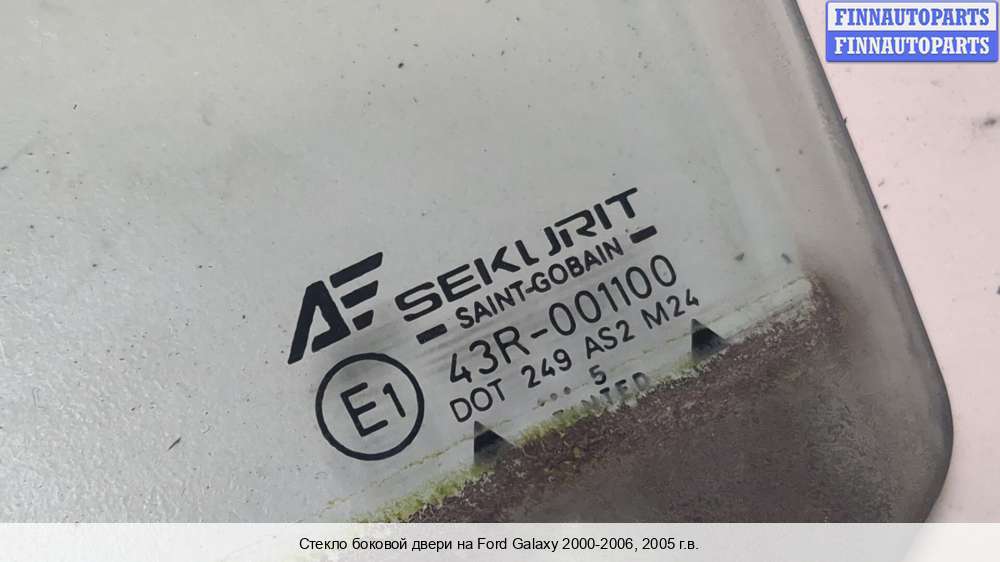 FINNAUTOPARTS
FINNAUTOPARTS
AF SEKURIT
SAINT-GOBAIN
43R-001100
E1
DOT 249 AS2 M24
... 5
Стекло боковой двери на Ford Galaxy 2000-2006, 2005 г.в.